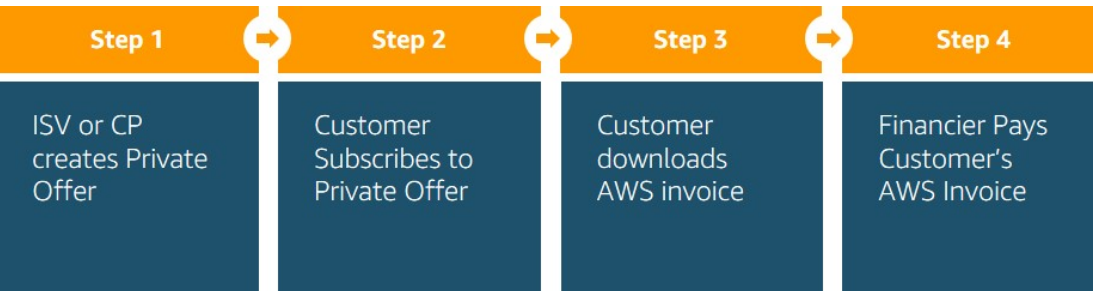 Step 1
Step 2
Step 3
Step 4
ISV or CP
creates Private
Offer
Customer
Subscribes to
Private Offer
Customer
downloads
AWS invoice
Financier Pays
Customer's
AWS Invoice